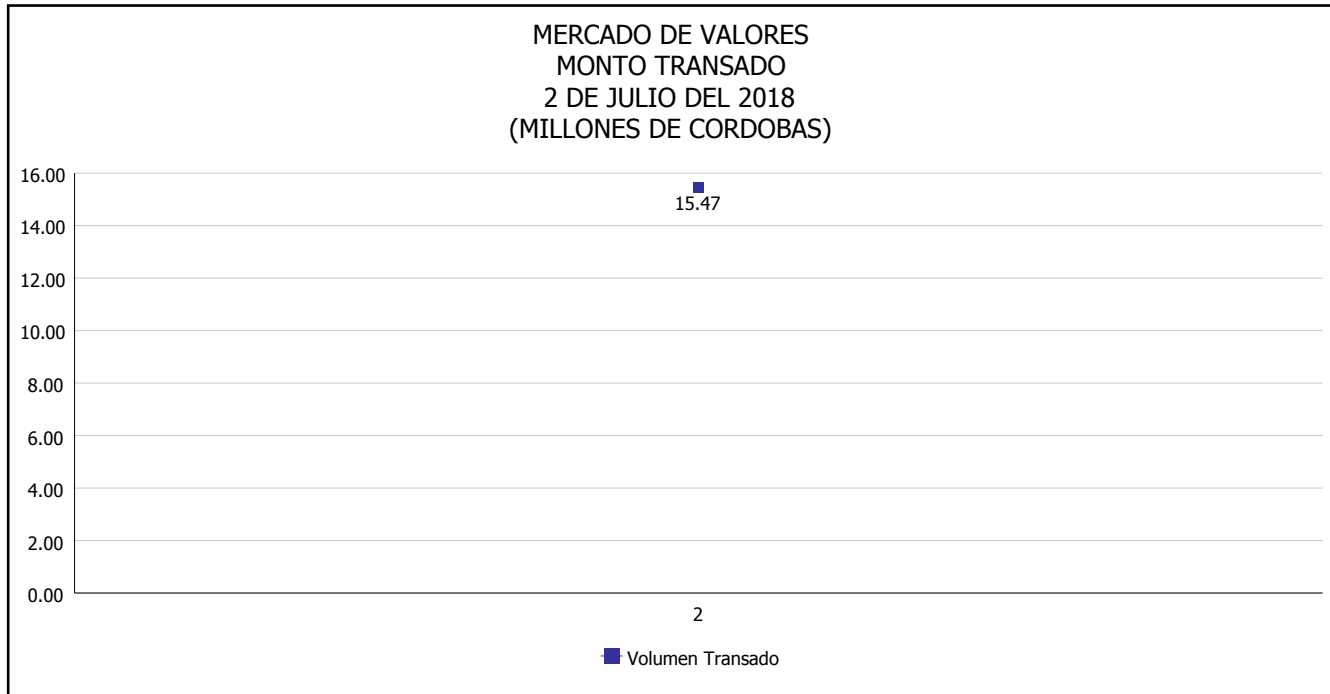 MERCADO DE VALORES
MONTO TRANSADO
2 DE JULIO DEL 2018
(MILLONES DE CORDOBAS)
16.00
15.47
14.00
12.00
10.00
8.00
6.00
4.00
2.00
0.00
2
Volumen Transado